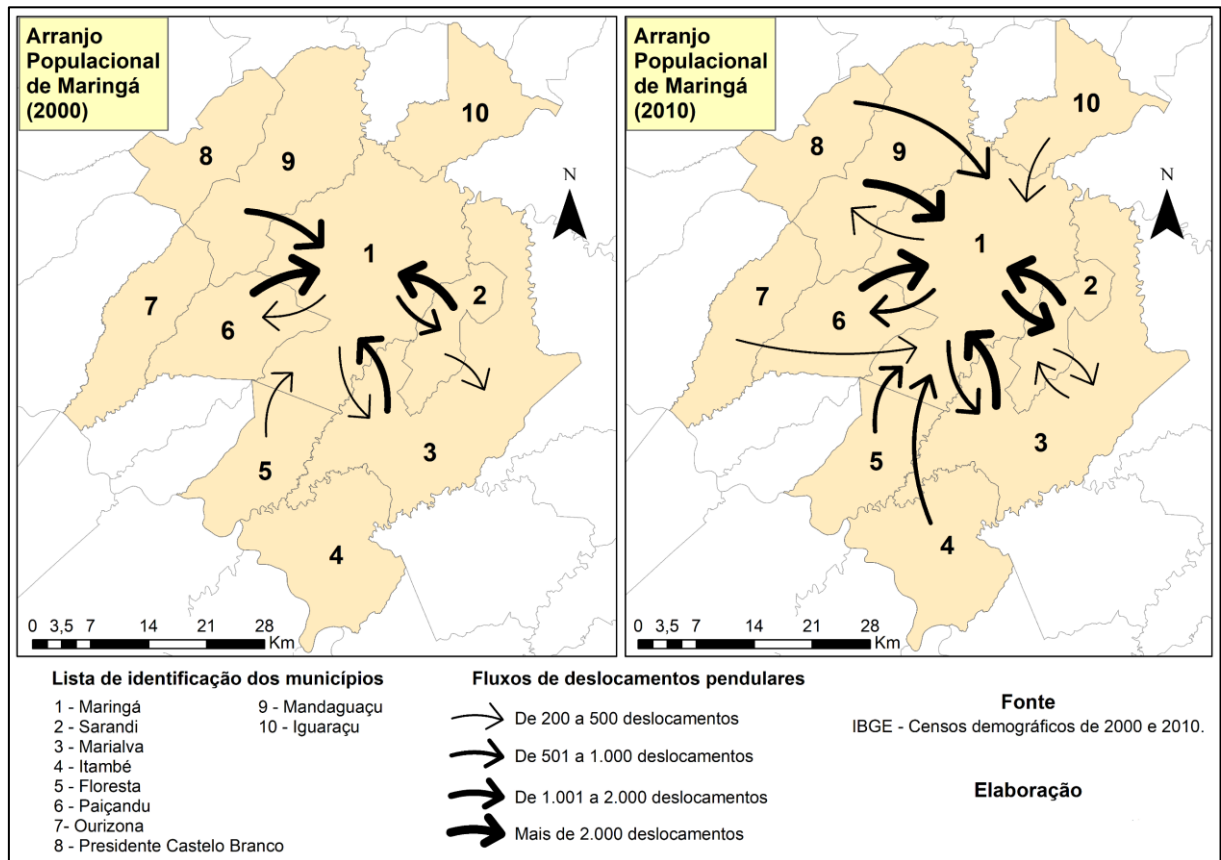 Arranjo
Populacional
de Maringá
(2000)
10
8
9
N
1
2
7
6
5
3
4
0 3,5 7 14 21 28
Km
Arranjo
Populacional
de Maringá
(2010)
10
8
9
N
1
2
7
6
5
3
4
0 3,5 7 14 21 28
Km
Lista de identificação dos municípios
1 - Maringá
2 - Sarandi
3 - Marialva
4 - Itambé
5 - Floresta
6 - Paiçandu
7- Ourizona
8 - Presidente Castelo Branco
9 - Mandaguaçu
10 - Iguaraçu
Fluxos de deslocamentos pendulares
De 200 a 500 deslocamentos
De 501 a 1.000 deslocamentos
De 1.001 a 2.000 deslocamentos
Mais de 2.000 deslocamentos
Fonte
IBGE - Censos demográficos de 2000 e 2010.
Elaboração